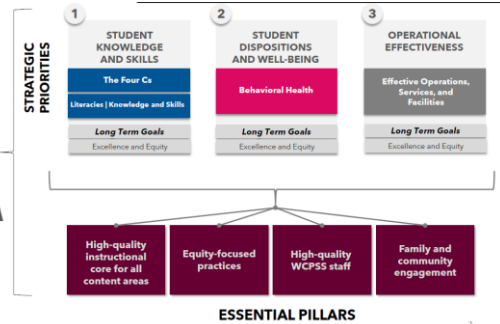 STRATEGIC
PRIORITIES
1
STUDENT
KNOWLEDGE
AND SKILLS
The Four Cs
Literacies | Knowledge and Skills
Long Term Goals
Excellence and Equity
2
STUDENT
DISPOSITIONS
AND WELL-BEING
Behavioral Health
Long Term Goals
Excellence and Equity
3
OPERATIONAL
EFFECTIVENESS
Effective Operations,
Services, and
Facilities
Long Term Goals
Excellence and Equity
High-quality
instructional
core for all
content areas
Equity-focused
practices
High-quality
WCPSS staff
Family and
community
engagement
ESSENTIAL PILLARS